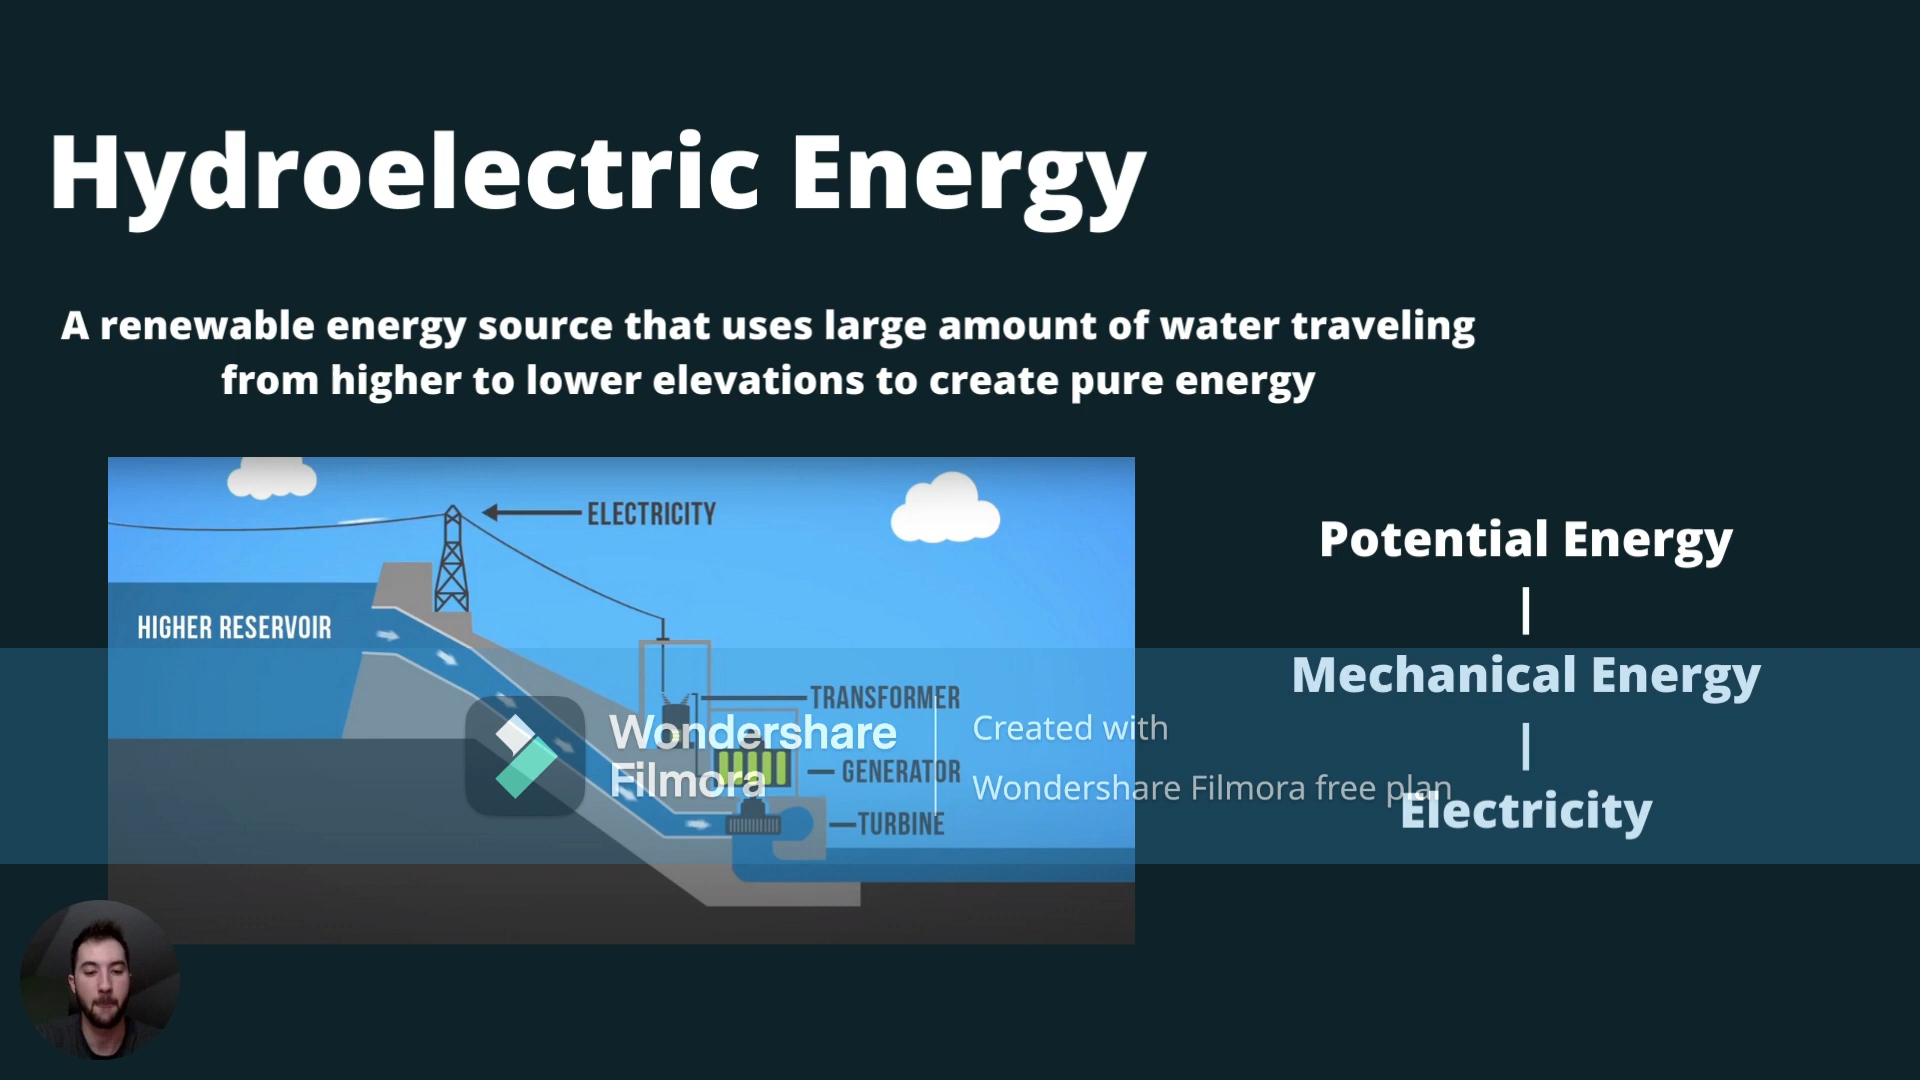 Hydroelectric Energy
A renewable energy source that uses large amount of water traveling
from higher to lower elevations to create pure energy
ELECTRICITY
HIGHER RESERVOIR
TRANSFORMER
GENERATOR
TURBINE
Potential Energy
|
Mechanical Energy
|
Electricity
Wondershare
Filmora
Created with
Wondershare Filmora free plan